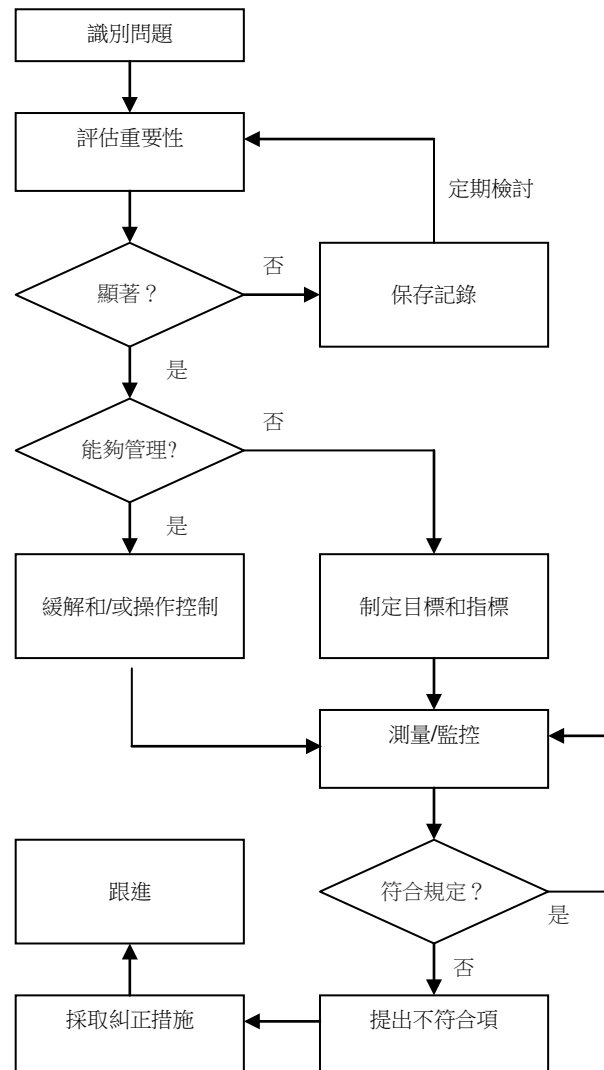 識別問題
評估重要性
定期檢討
否
顯著？
保存記錄
是
否
能夠管理?
是
緩解和/或操作控制
制定目標和指標
測量/監控
跟進
符合規定？
是
否
採取糾正措施
提出不符合項